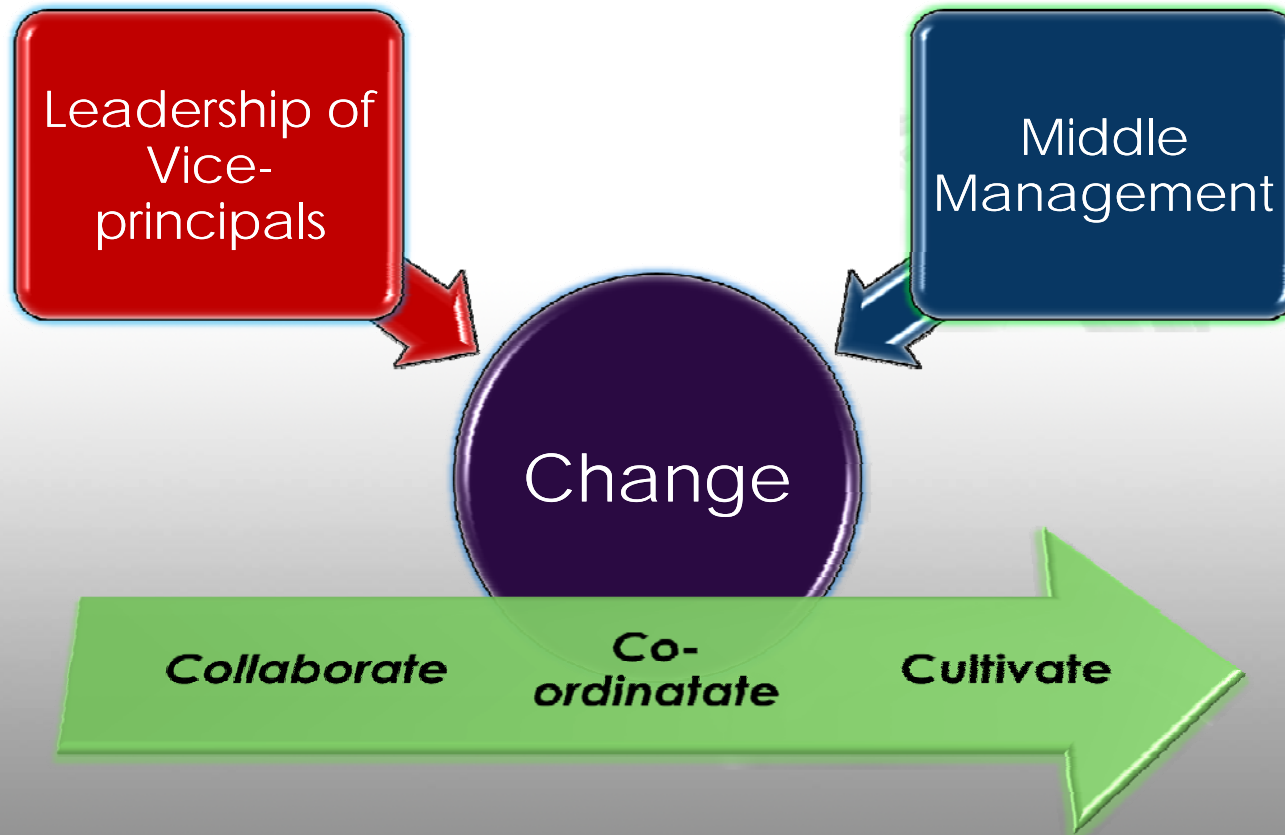 Leadership of
Vice-
principals
Middle
Management
Change
Collaborate
Co-
ordinatate
Cultivate